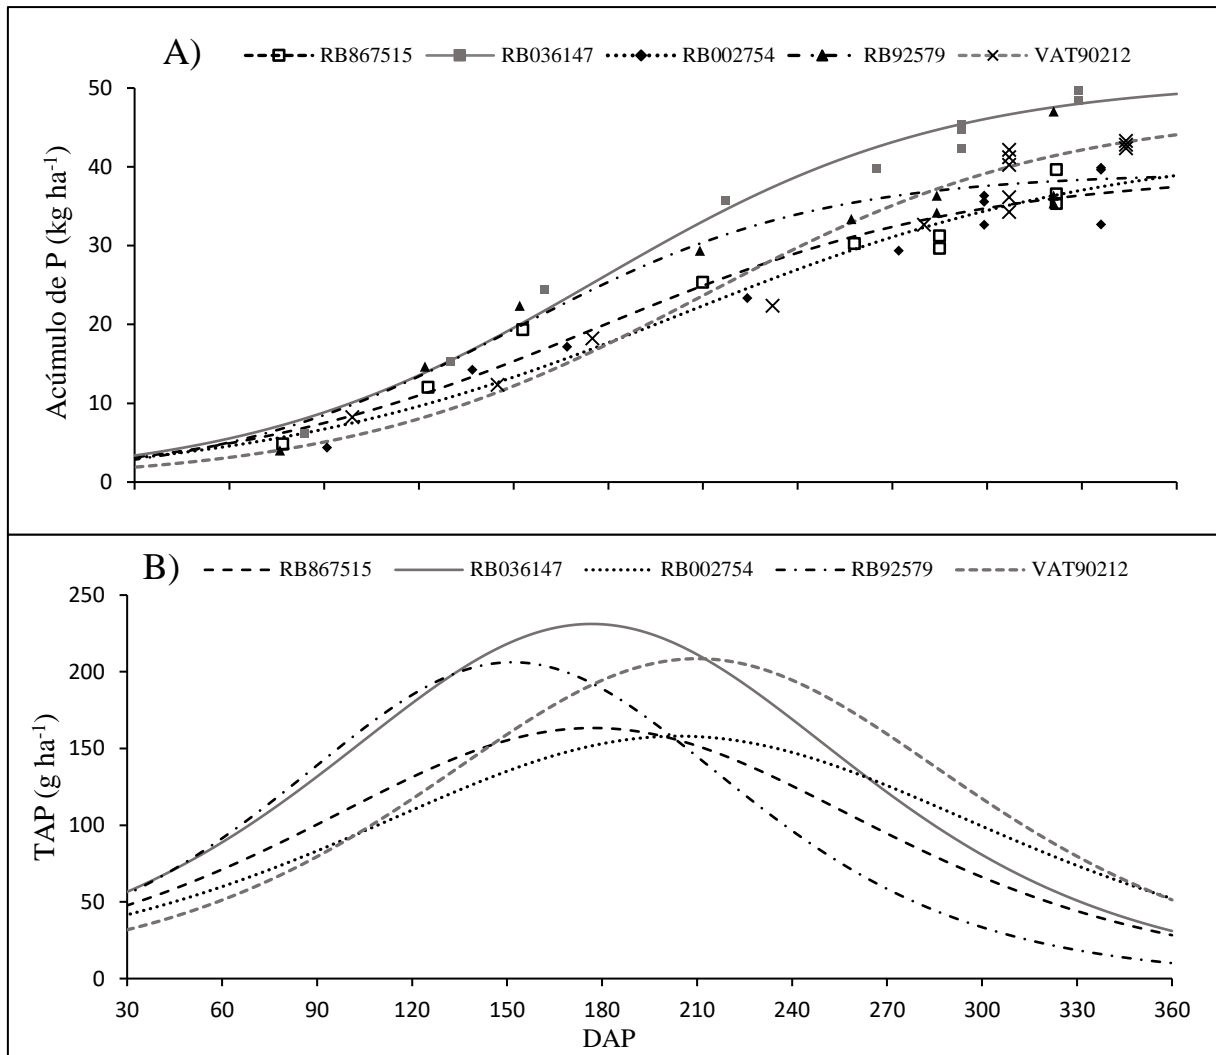 A) RB867515 RB036147 RB002754 RB92579 VAT90212
50
40
30
20
10
0
Acúmulo de P (kg ha⁻¹)
B) RB867515 RB036147 RB002754 RB92579 VAT90212
250
200
150
100
50
0
TAP (g ha⁻¹)
30 60 90 120 150 180 210 240 270 300 330 360
DAP